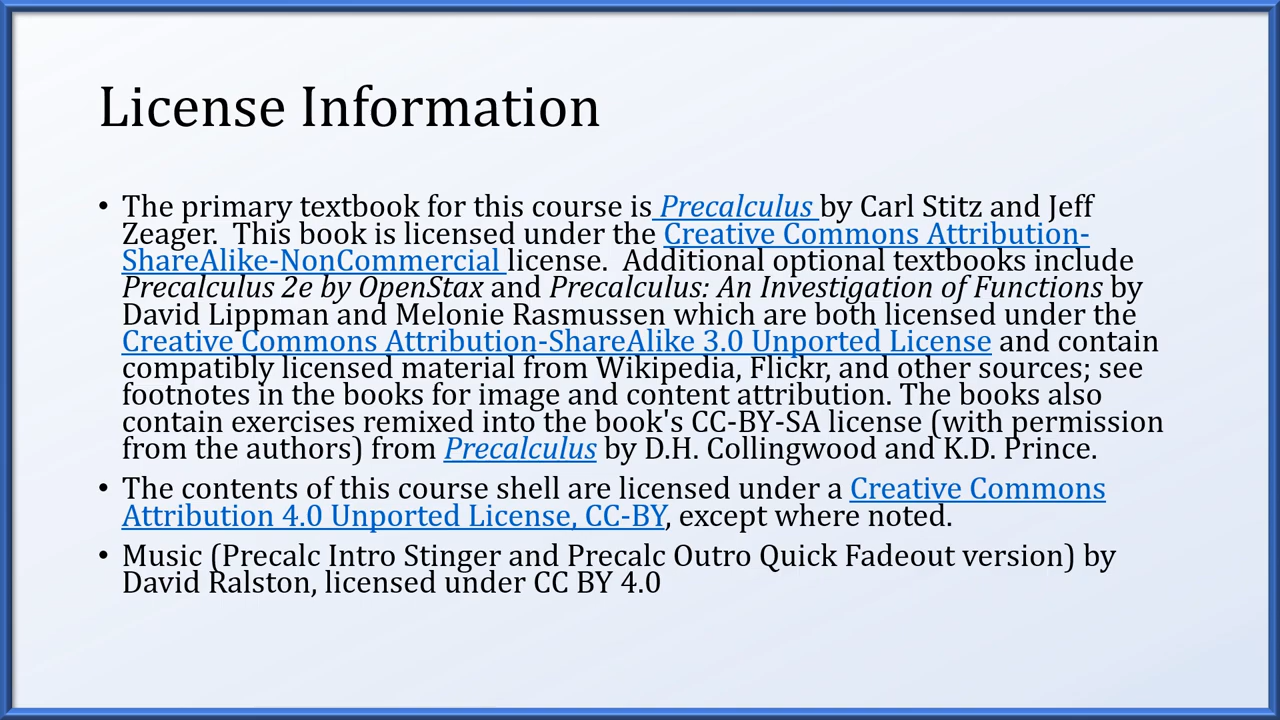 License Information
• The primary textbook for this course is Precalculus by Carl Stitz and Jeff
Zeager.  This book is licensed under the Creative Commons Attribution-
ShareAlike-NonCommercial license.  Additional optional textbooks include
Precalculus 2e by OpenStax and Precalculus: An Investigation of Functions by
David Lippman and Melonie Rasmussen which are both licensed under the
Creative Commons Attribution-ShareAlike 3.0 Unported License and contain
compatibly licensed material from Wikipedia, Flickr, and other sources; see
footnotes in the books for image and content attribution. The books also
contain exercises remixed into the book's CC-BY-SA license (with permission
from the authors) from Precalculus by D.H. Collingwood and K.D. Prince.
• The contents of this course shell are licensed under a Creative Commons
Attribution 4.0 Unported License, CC-BY, except where noted.
• Music (Precalc Intro Stinger and Precalc Outro Quick Fadeout version) by
David Ralston, licensed under CC BY 4.0